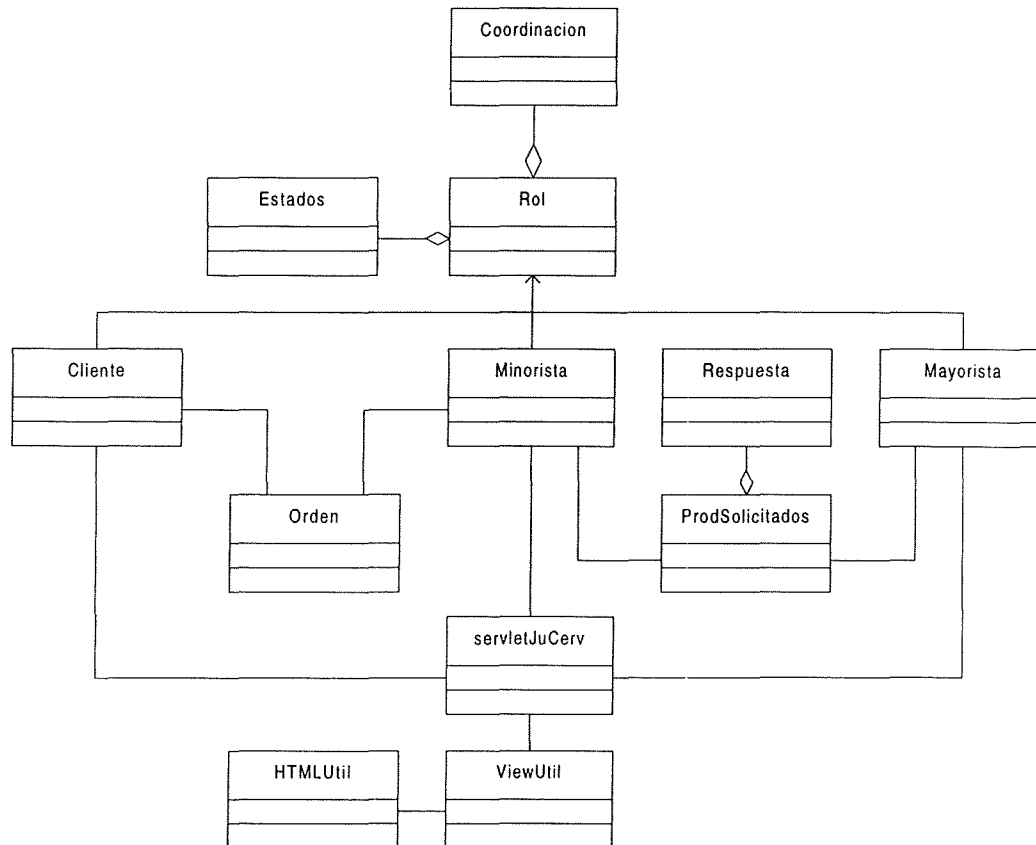 Coordinacion
Estados
Rol
Cliente
Minorista
Respuesta
Mayorista
Orden
ProdSolicitados
servletJuCerv
HTMLUtil
ViewUtil